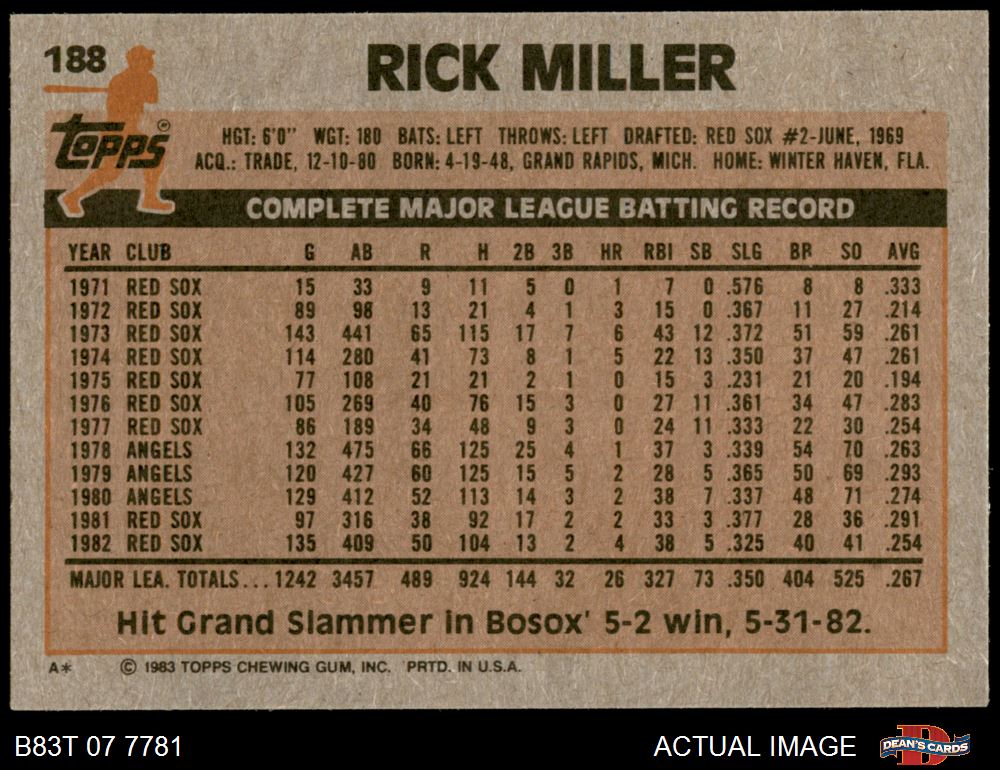 188
RICK MILLER
topps®
HGT: 6'0" WGT: 180 BATS: LEFT THROWS: LEFT DRAFTED: RED SOX #2-JUNE, 1969
ACQ.: TRADE, 12-10-80 BORN: 4-19-48, GRAND RAPIDS, MICH. HOME: WINTER HAVEN, FLA.
COMPLETE MAJOR LEAGUE BATTING RECORD
YEAR CLUB G AB R H 2B 3B HR RBI SB SLG BR SO AVG
1971 RED SOX 15 33 9 11 5 0 1 7 0 .576 8 8 .333
1972 RED SOX 89 98 13 21 4 1 3 15 0 .367 11 27 .214
1973 RED SOX 143 441 65 115 17 7 6 43 12 .372 51 59 .261
1974 RED SOX 114 280 41 73 8 1 5 22 13 .350 37 47 .261
1975 RED SOX 77 108 21 21 2 1 0 15 3 .231 21 20 .194
1976 RED SOX 105 269 40 76 15 3 0 27 11 .361 34 47 .283
1977 RED SOX 86 189 34 48 9 3 0 24 11 .333 22 30 .254
1978 ANGELS 132 475 66 125 25 4 1 37 3 .339 54 70 .263
1979 ANGELS 120 427 60 125 15 5 2 28 5 .365 50 69 .293
1980 ANGELS 129 412 52 113 14 3 2 38 7 .337 48 71 .274
1981 RED SOX 97 316 38 92 17 2 2 33 3 .377 28 36 .291
1982 RED SOX 135 409 50 104 13 2 4 38 5 .325 40 41 .254
MAJOR LEA. TOTALS... 1242 3457 489 924 144 32 26 327 73 .350 404 525 .267
Hit Grand Slammer in Bosox' 5-2 win, 5-31-82.
A* © 1983 TOPPS CHEWING GUM, INC. PRTD. IN U.S.A.
B83T 07 7781 ACTUAL IMAGE D DEAN'S CARDS